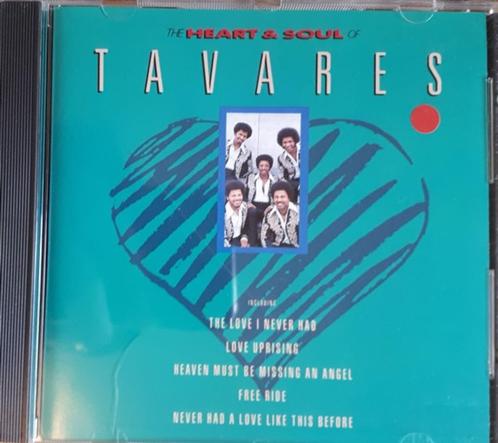 THE HEART & SOUL OF
TAVARES
INCLUDING
THE LOVE I NEVER HAD
LOVE UPRISING
HEAVEN MUST BE MISSING AN ANGEL
FREE RIDE
NEVER HAD A LOVE LIKE THIS BEFORE